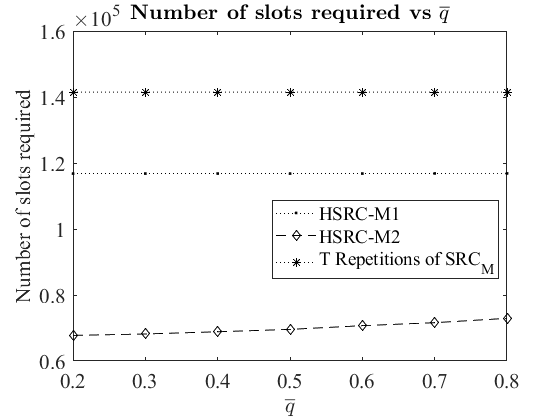 Number of slots required vs q̅
×10⁵
1.6
1.4
1.2
1
0.8
0.6
Number of slots required
HSRC-M1
HSRC-M2
T Repetitions of SRC_M
0.2 0.3 0.4 0.5 0.6 0.7 0.8
q̅